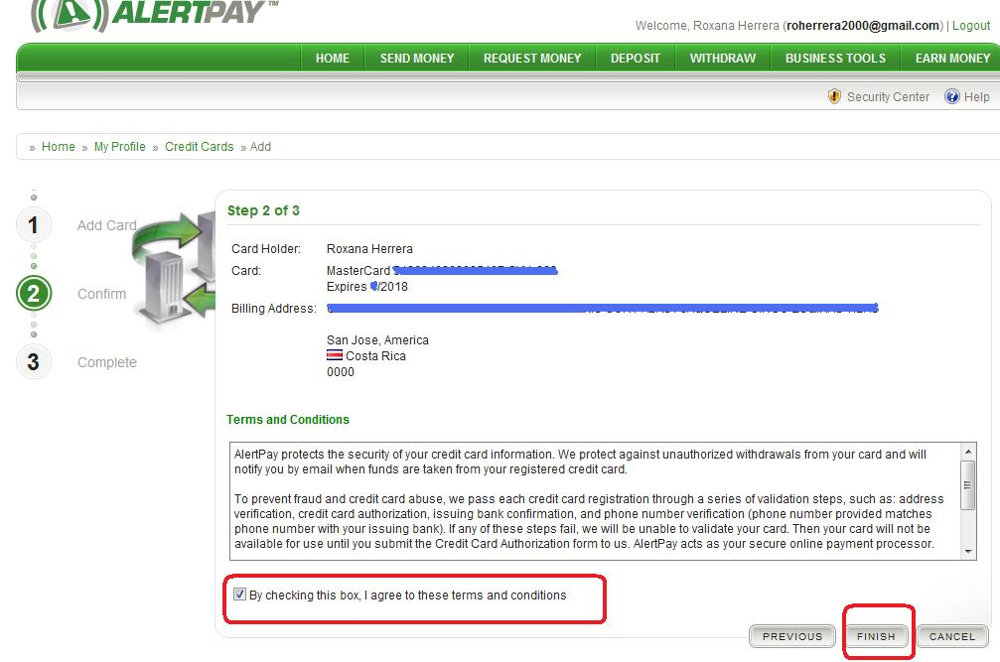 ALERTPAY™
Welcome, Roxana Herrera (roherrera2000@gmail.com) | Logout
HOME SEND MONEY REQUEST MONEY DEPOSIT WITHDRAW BUSINESS TOOLS EARN MONEY
Security Center Help
» Home » My Profile » Credit Cards » Add
1 Add Card
2 Confirm
3 Complete
Step 2 of 3
Card Holder: Roxana Herrera
Card: MasterCard
Expires /2018
Billing Address:
San Jose, America
Costa Rica
0000
Terms and Conditions
AlertPay protects the security of your credit card information. We protect against unauthorized withdrawals from your card and will
notify you by email when funds are taken from your registered credit card.
To prevent fraud and credit card abuse, we pass each credit card registration through a series of validation steps, such as: address
verification, credit card authorization, issuing bank confirmation, and phone number verification (phone number provided matches
phone number with your issuing bank). If any of these steps fail, we will be unable to validate your card. Then your card will not be
available for use until you submit the Credit Card Authorization form to us. AlertPay acts as your secure online payment processor.
By checking this box, I agree to these terms and conditions
PREVIOUS FINISH CANCEL